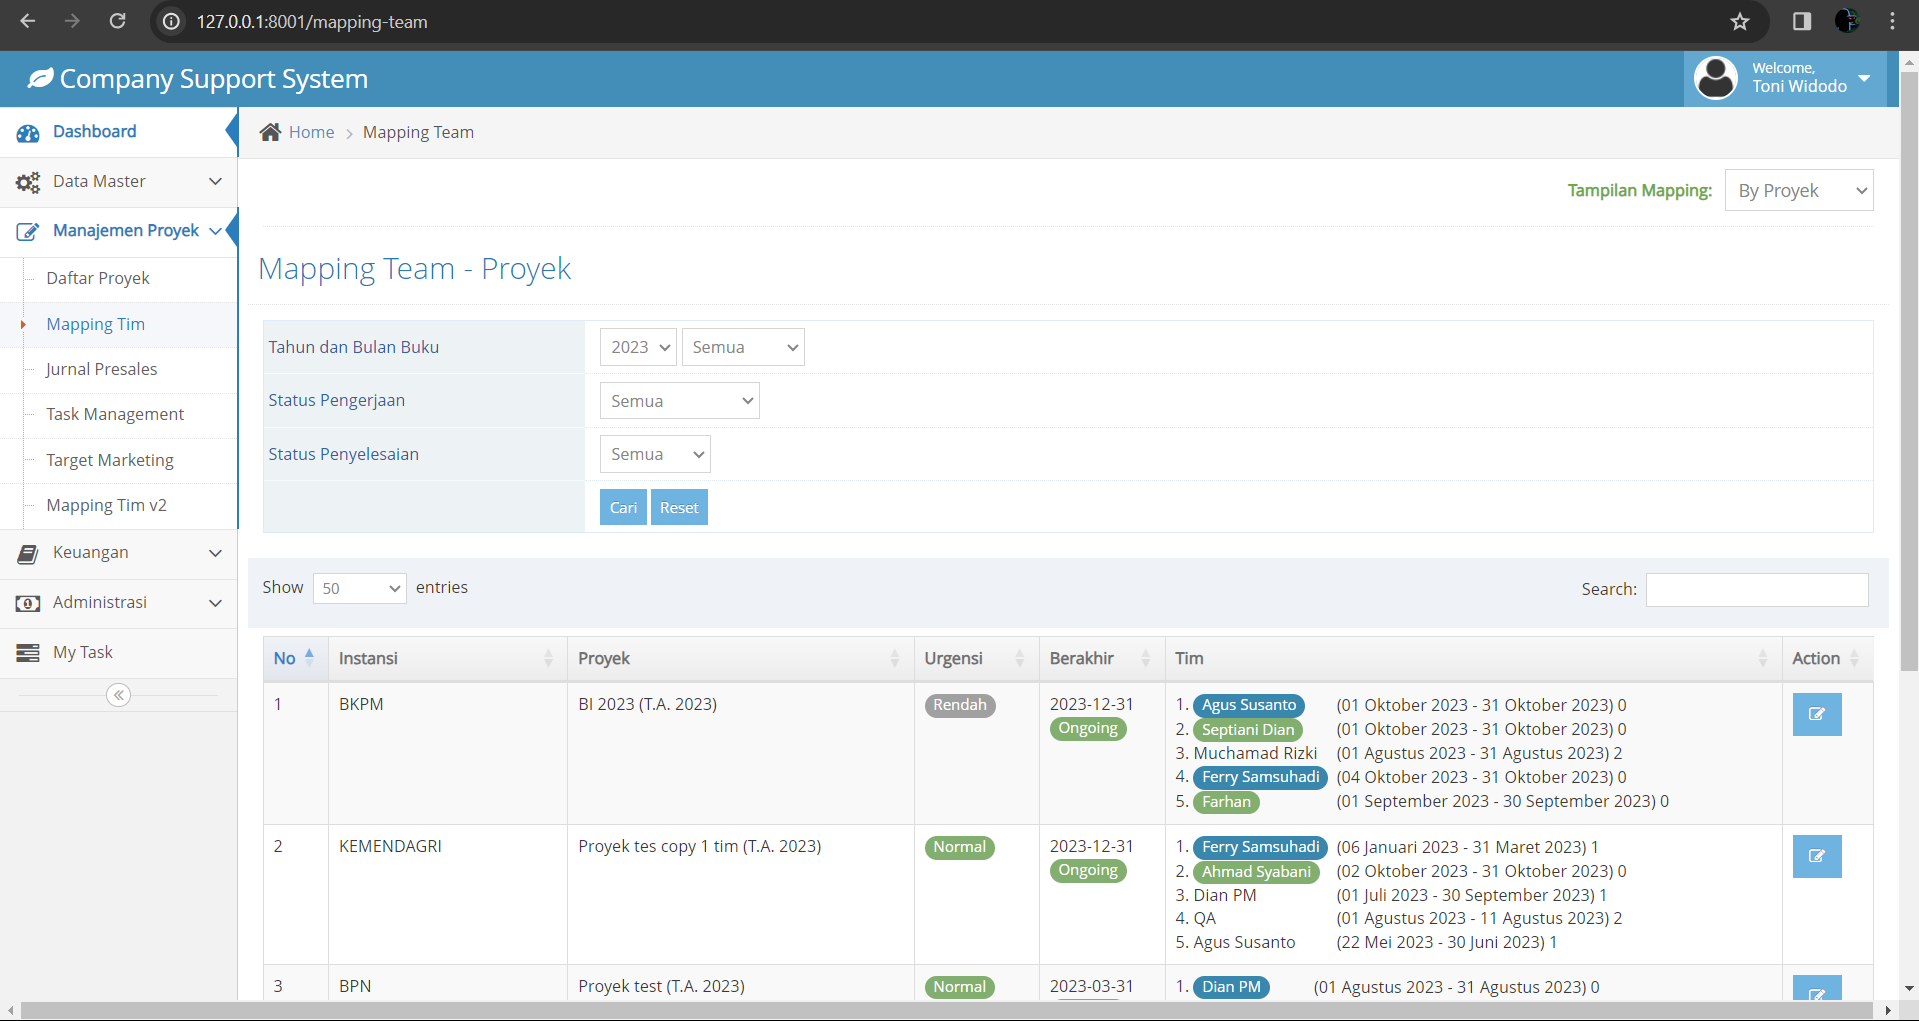 127.0.0.1:8001/mapping-team
Company Support System
Welcome,
Toni Widodo
Dashboard
Data Master
Manajemen Proyek
Daftar Proyek
Mapping Tim
Jurnal Presales
Task Management
Target Marketing
Mapping Tim v2
Keuangan
Administrasi
My Task
Home > Mapping Team
Tampilan Mapping: By Proyek
Mapping Team - Proyek
Tahun dan Bulan Buku 2023 Semua
Status Pengerjaan Semua
Status Penyelesaian Semua
Cari Reset
Show 50 entries Search:
No Instansi Proyek Urgensi Berakhir Tim Action
1 BKPM BI 2023 (T.A. 2023) Rendah 2023-12-31 Ongoing
1. Agus Susanto (01 Oktober 2023 - 31 Oktober 2023) 0
2. Septiani Dian (01 Oktober 2023 - 31 Oktober 2023) 0
3. Muchamad Rizki (01 Agustus 2023 - 31 Agustus 2023) 2
4. Ferry Samsuhadi (04 Oktober 2023 - 31 Oktober 2023) 0
5. Farhan (01 September 2023 - 30 September 2023) 0
2 KEMENDAGRI Proyek tes copy 1 tim (T.A. 2023) Normal 2023-12-31 Ongoing
1. Ferry Samsuhadi (06 Januari 2023 - 31 Maret 2023) 1
2. Ahmad Syabani (02 Oktober 2023 - 31 Oktober 2023) 0
3. Dian PM (01 Juli 2023 - 30 September 2023) 1
4. QA (01 Agustus 2023 - 11 Agustus 2023) 2
5. Agus Susanto (22 Mei 2023 - 30 Juni 2023) 1
3 BPN Proyek test (T.A. 2023) Normal 2023-03-31
1. Dian PM (01 Agustus 2023 - 31 Agustus 2023) 0